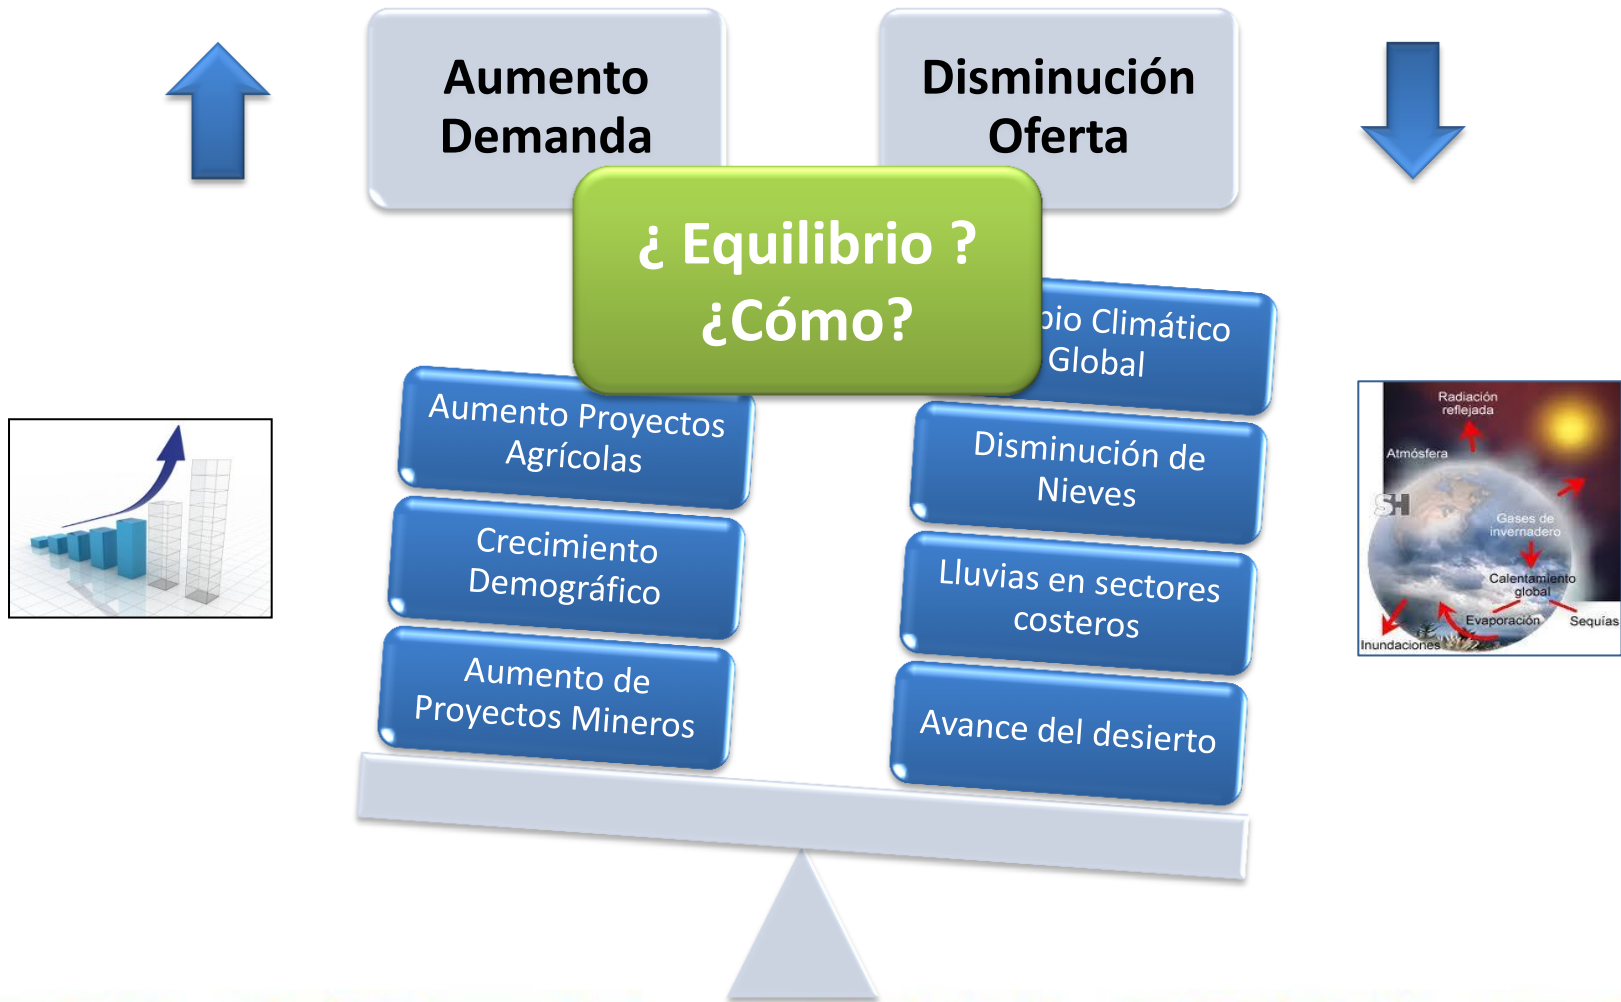 Aumento
Demanda
Disminución
Oferta
¿ Equilibrio ?
¿Cómo?
bio Climático
Global
Aumento Proyectos
Agrícolas
Disminución de
Nieves
Crecimiento
Demográfico
Lluvias en sectores
costeros
Aumento de
Proyectos Mineros
Avance del desierto
Radiación
reflejada
Atmósfera
SH
Gases de
invernadero
Calentamiento
global
Evaporación
Sequías
Inundaciones